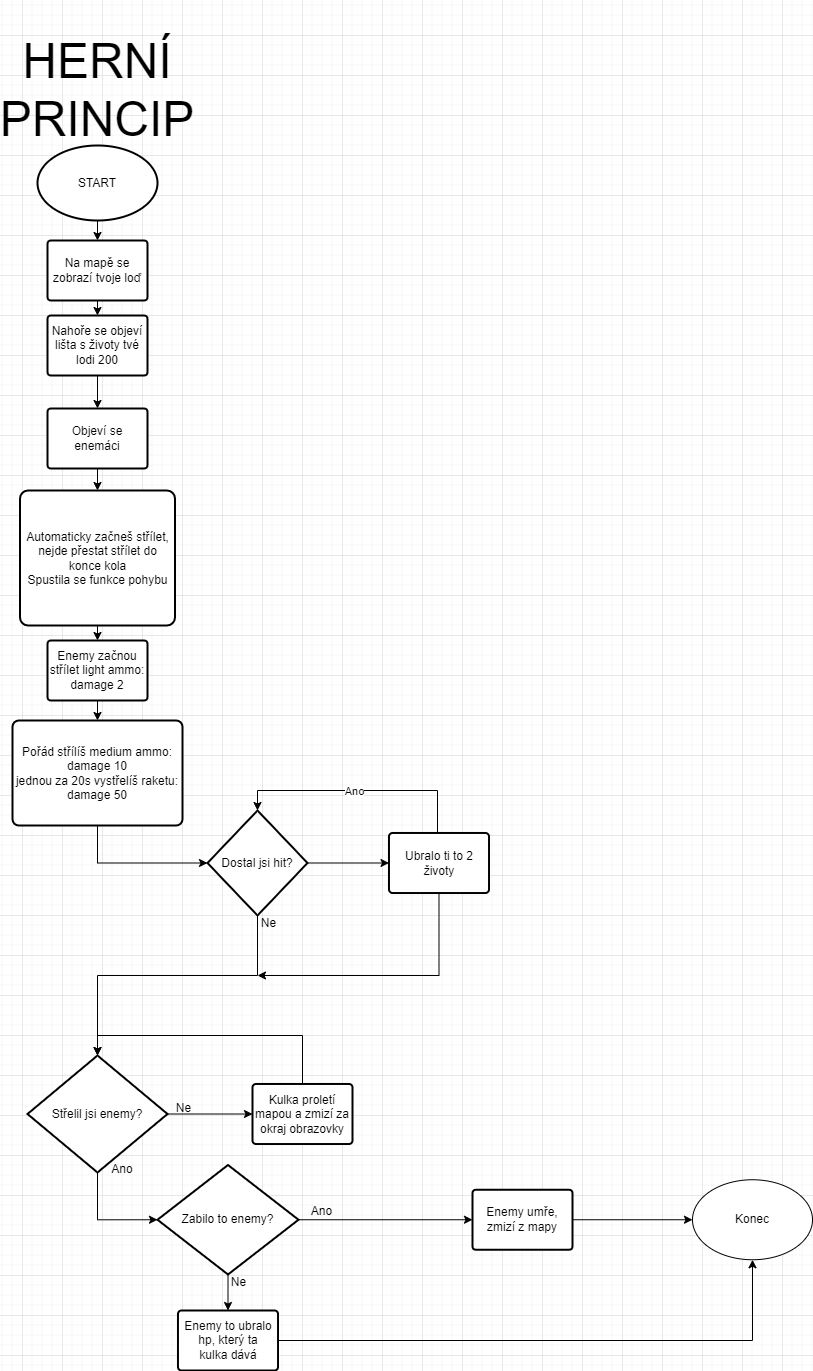 HERNÍ
PRINCIP
START
Na mapě se
zobrazí tvoje loď
Nahoře se objeví
lišta s životy tvé
lodi 200
Objeví se
enemáci
Automaticky začneš střílet,
nejde přestat střílet do
konce kola
Spustila se funkce pohybu
Enemy začnou
střílet light ammo:
damage 2
Pořád střílíš medium ammo:
damage 10
jednou za 20s vystřelíš raketu:
damage 50
Ano
Dostal jsi hit?
Ubralo ti to 2
životy
Ne
Střelil jsi enemy?
Ne
Kulka proletí
mapou a zmizí za
okraj obrazovky
Ano
Zabilo to enemy?
Ano
Enemy umře,
zmizí z mapy
Konec
Ne
Enemy to ubralo
hp, který ta
kulka dává